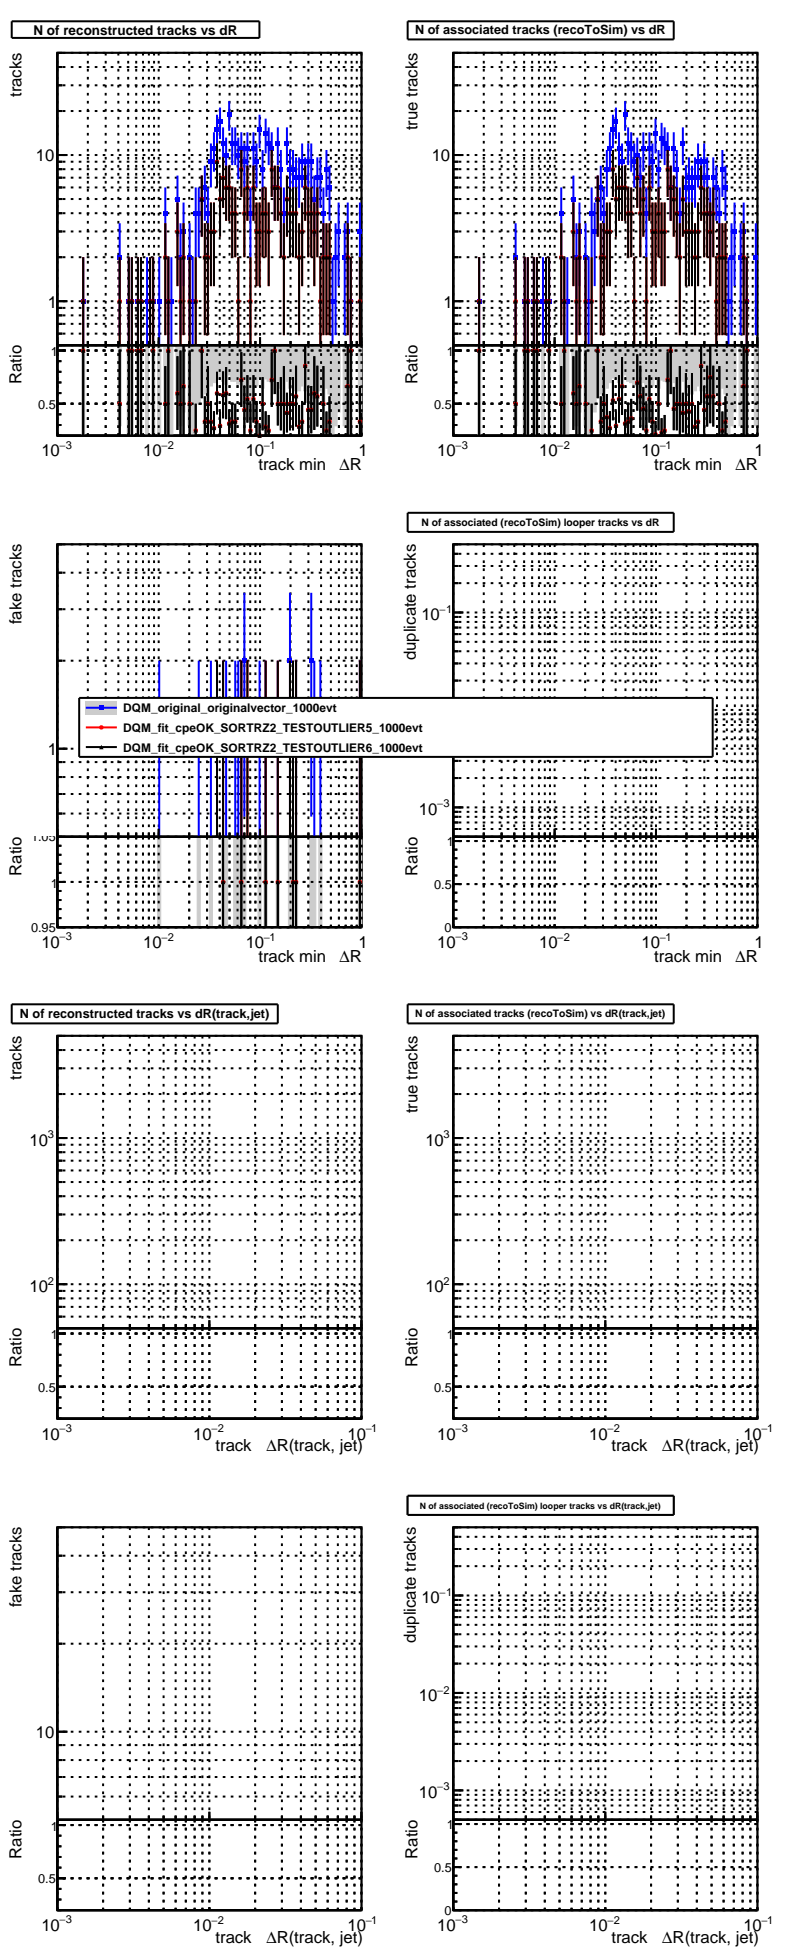 N of reconstructed tracks vs dR
tracks
10
1
Ratio
1
0.5
10⁻³ 10⁻² 10⁻¹ 1
track min ΔR
N of associated tracks (recoToSim) vs dR
true tracks
10
1
Ratio
1
0.5
10⁻³ 10⁻² 10⁻¹ 1
track min ΔR
fake tracks
1
Ratio
1.05
1
0.95
10⁻³ 10⁻² 10⁻¹ 1
track min ΔR
N of associated (recoToSim) looper tracks vs dR
duplicate tracks
10⁻¹
10⁻³
Ratio
1
0.5
0
10⁻³ 10⁻² 10⁻¹ 1
track min ΔR
DQM_original_originalvector_1000evt
DQM_fit_cpeOK_SORTRZ2_TESTOUTLIER5_1000evt
DQM_fit_cpeOK_SORTRZ2_TESTOUTLIER6_1000evt
N of reconstructed tracks vs dR(track,jet)
tracks
10³
10²
Ratio
1
0.5
10⁻³ 10⁻² 10⁻¹
track ΔR(track, jet)
N of associated tracks (recoToSim) vs dR(track,jet)
true tracks
10³
10²
Ratio
1
0.5
10⁻³ 10⁻² 10⁻¹
track ΔR(track, jet)
fake tracks
10
Ratio
1
0.5
10⁻³ 10⁻² 10⁻¹
track ΔR(track, jet)
N of associated (recoToSim) looper tracks vs dR(track,jet)
duplicate tracks
10⁻¹
10⁻²
10⁻³
Ratio
1
0.5
0
10⁻³ 10⁻² 10⁻¹
track ΔR(track, jet)